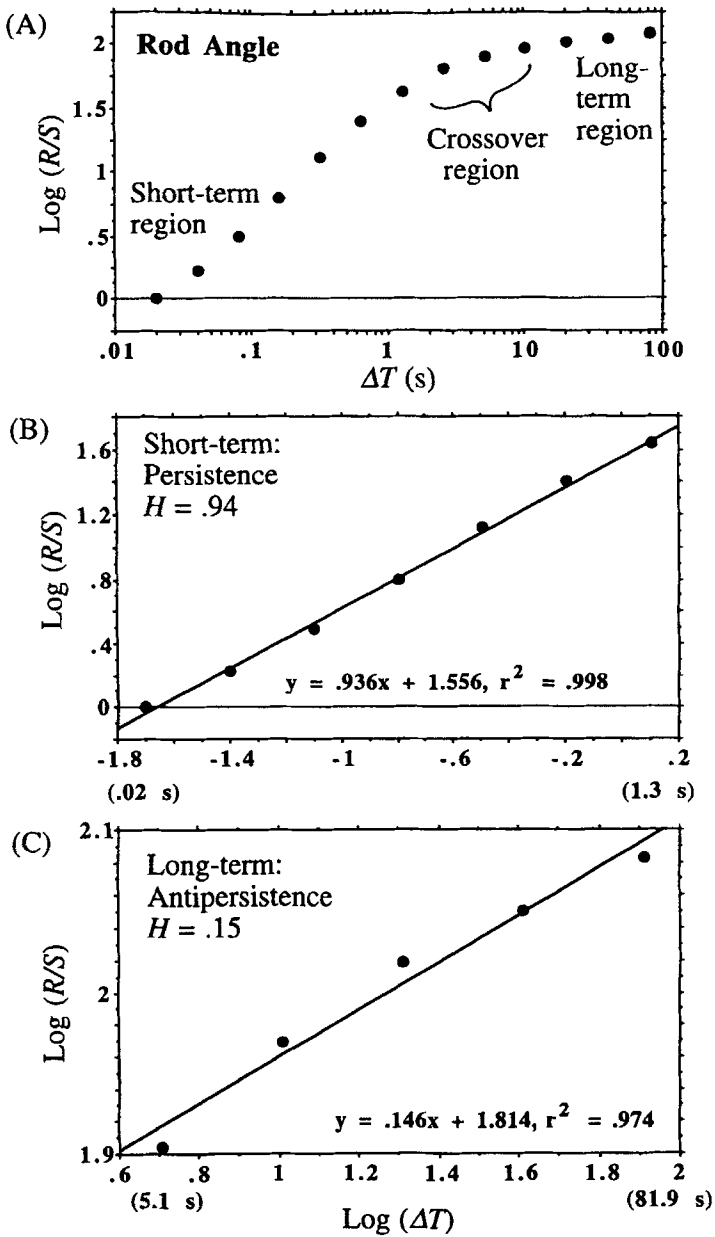 (A)
Rod Angle
Log (R/S)
2
1.5
1
.5
0
Short-term
region
Crossover
region
Long-
term
region
.01 .1 1 10 100
ΔT (s)
(B)
Short-term:
Persistence
H = .94
Log (R/S)
1.6
1.2
.8
.4
0
y = .936x + 1.556, r² = .998
-1.8 -1.4 -1 -.6 -.2 .2
(.02 s) (1.3 s)
(C)
Long-term:
Antipersistence
H = .15
Log (R/S)
2.1
2
1.9
y = .146x + 1.814, r² = .974
.6 .8 1 1.2 1.4 1.6 1.8 2
(5.1 s) (81.9 s)
Log (ΔT)